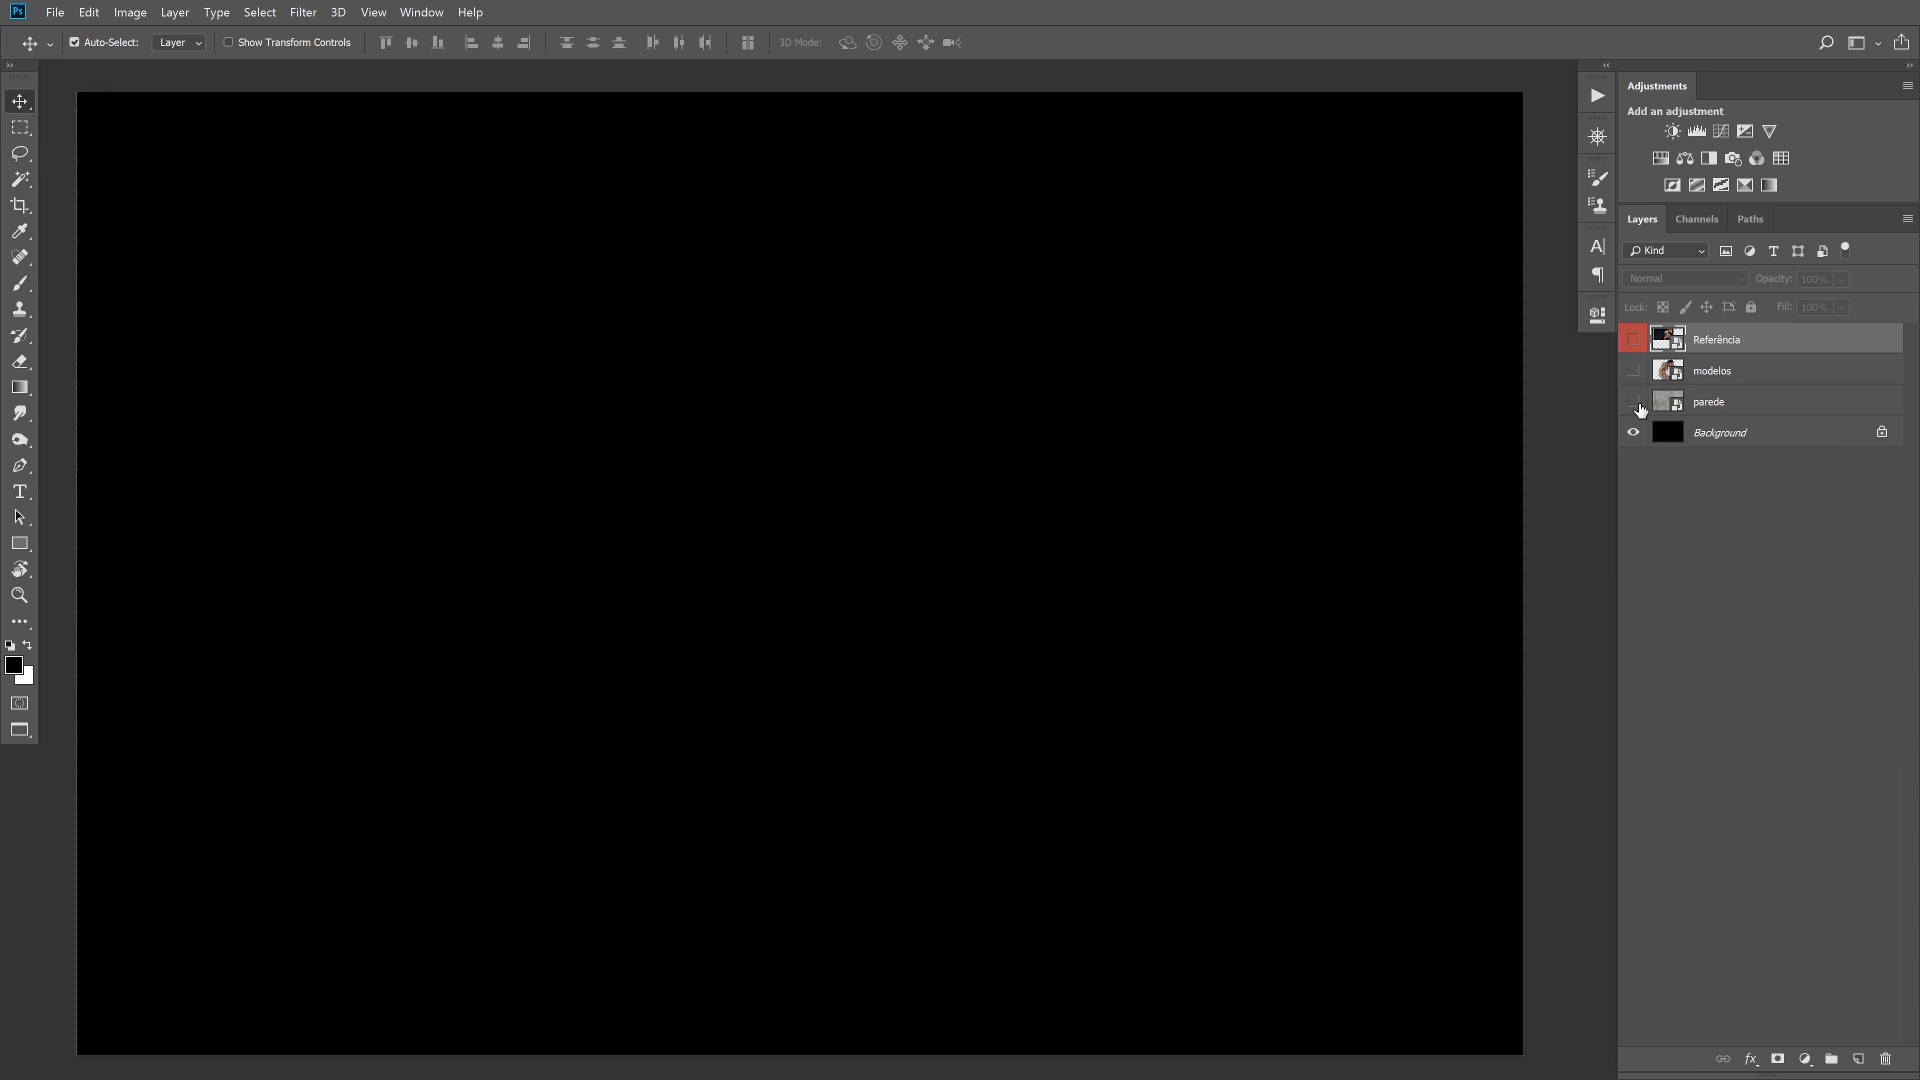 Ps File Edit Image Layer Type Select Filter 3D View Window Help
Auto-Select: Layer Show Transform Controls 3D Mode:
Adjustments
Add an adjustment
Layers Channels Paths
Kind
Normal Opacity: 100%
Lock: Fill: 100%
Referência
modelos
parede
Background
fx